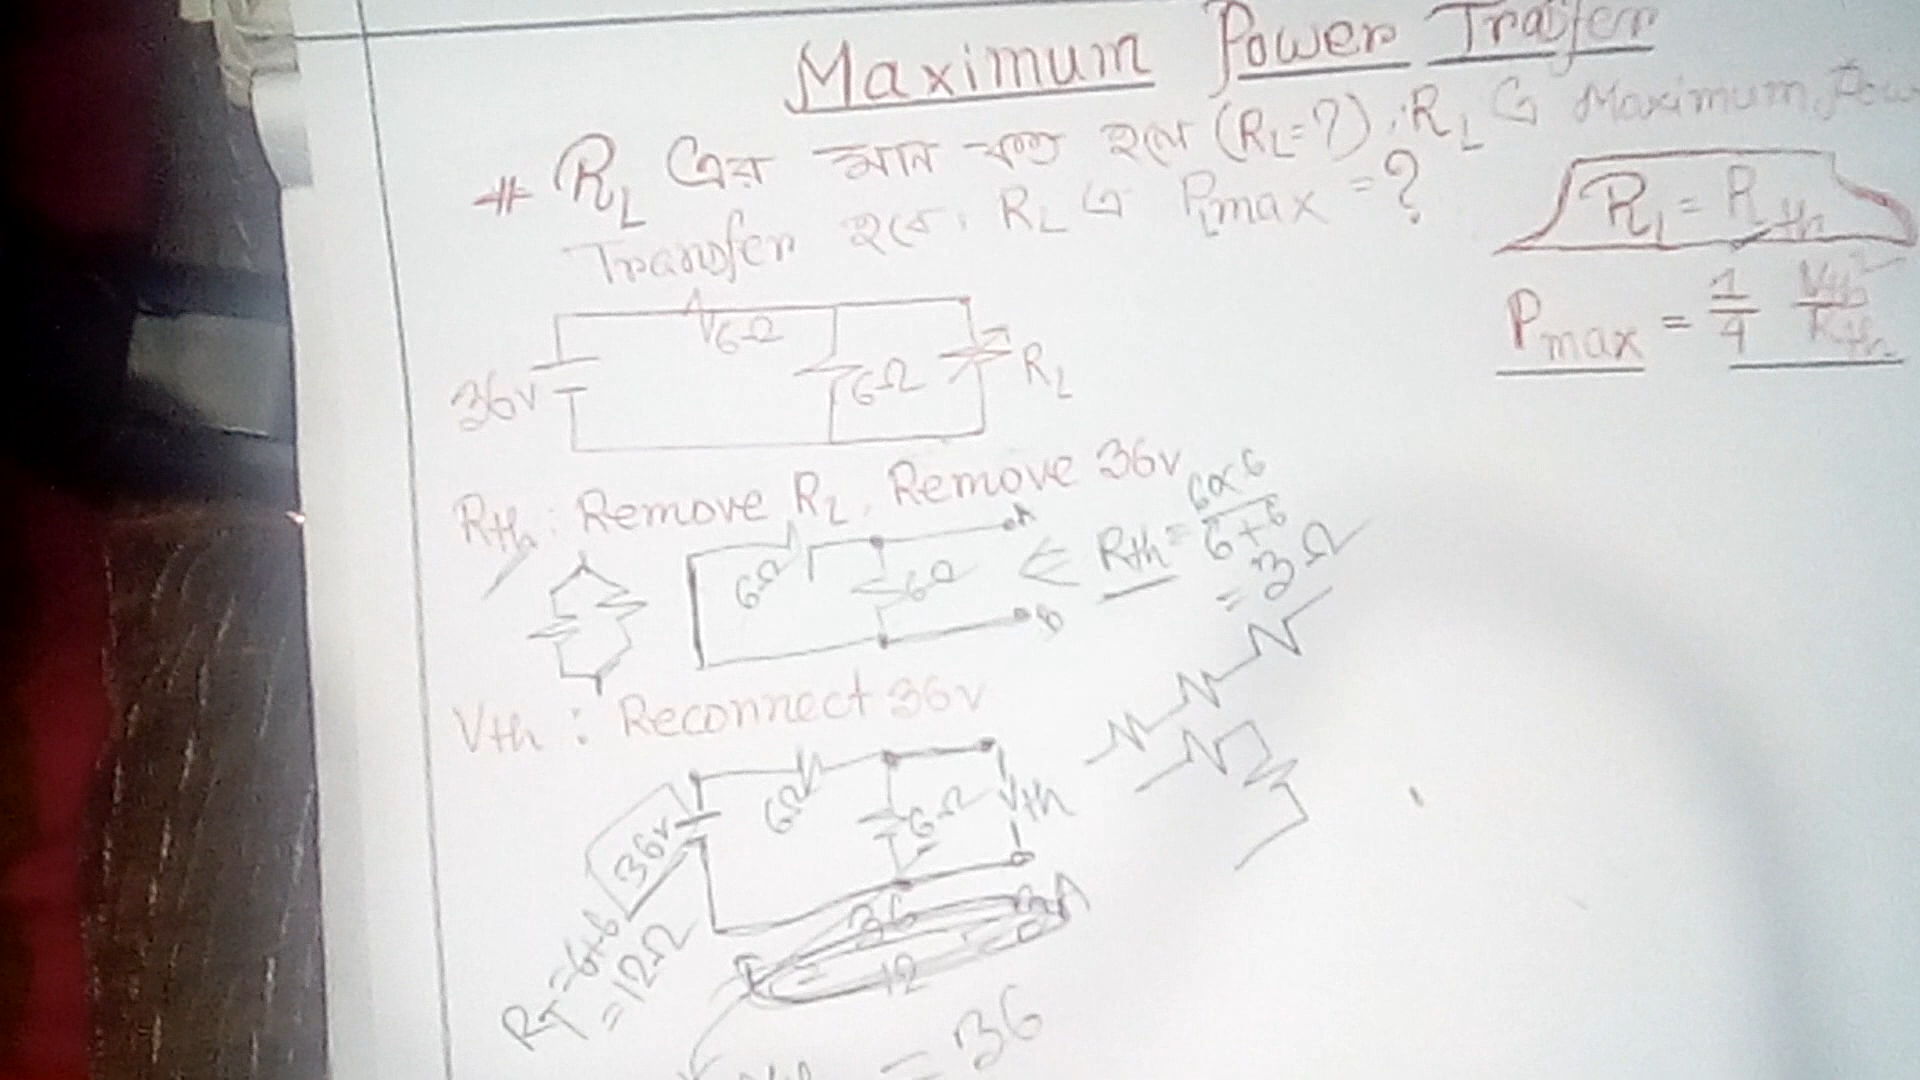 Maximum Power Transfer
# RL এর মান কত হলে (RL=?), RL এ Maximum Pow
Transfer হবে, RL এ Pmax = ?
RL = Rth
Pmax = 1/4 Vth²/Rth
6Ω
36v
6Ω
RL
Rth : Remove RL, Remove 36v
6Ω
6Ω
A
B
Rth = 6×6/6+6
= 3Ω
Vth : Reconnect 36v
36v
6Ω
6Ω
Vth
RT = 6+6
= 12Ω
I = 36/12 = 3A
= 36